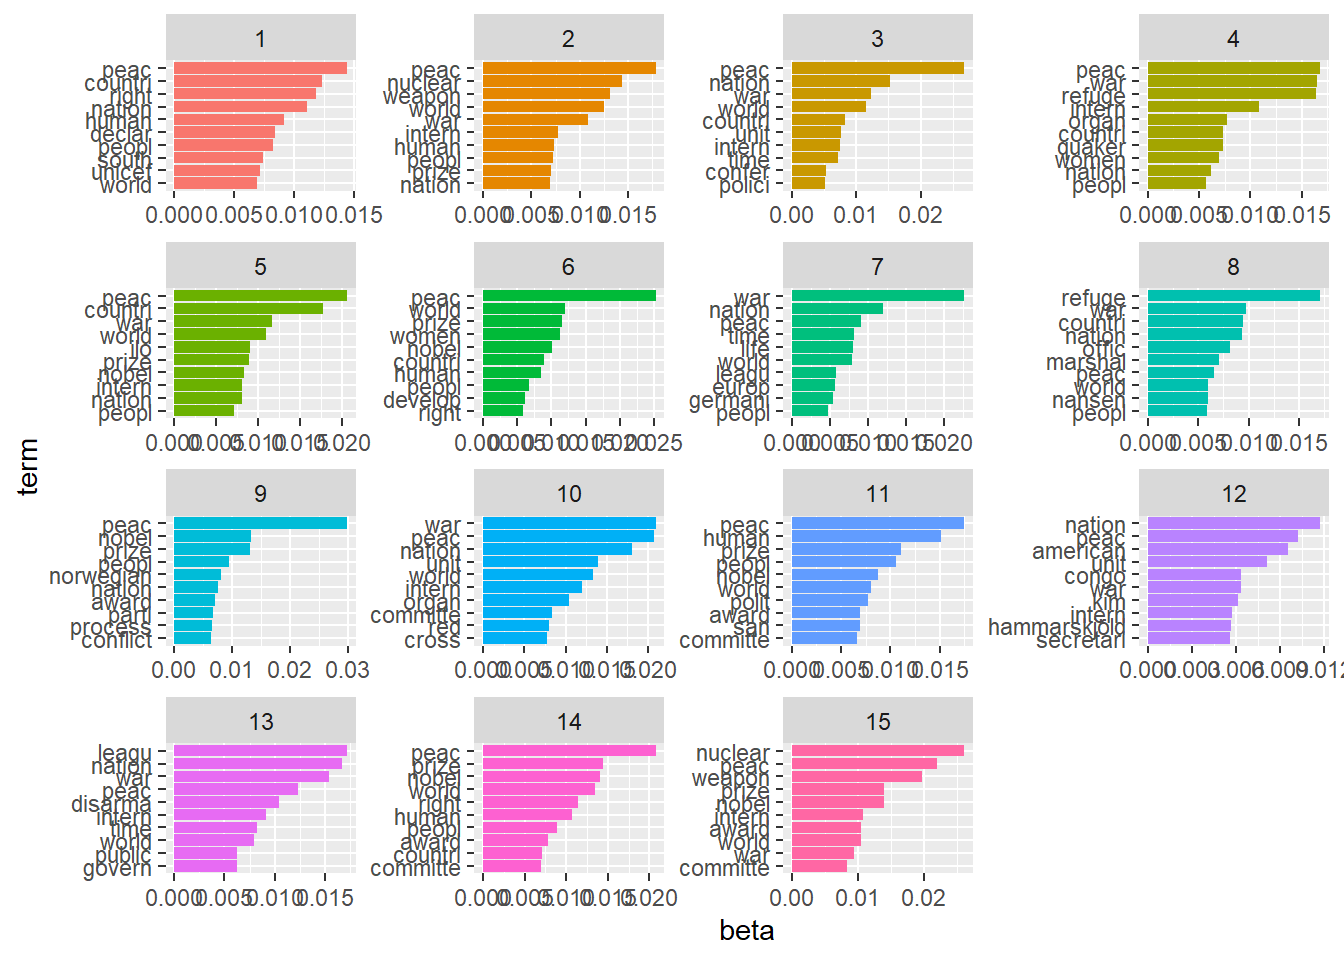 1
peac
countri
right
nation
human
declar
peopl
south
unicef
world
0.000 0.005 0.010 0.015
2
peac
nuclear
weapon
world
war
intern
human
peopl
prize
nation
0.000 0.005 0.010 0.015
3
peac
nation
war
world
countri
unit
intern
time
confer
polici
0.00 0.01 0.02
4
peac
war
refuge
intern
organ
countri
quaker
women
nation
peopl
0.000 0.005 0.010 0.015
5
peac
countri
war
world
ilo
prize
nobel
intern
nation
peopl
0.000 0.005 0.010 0.015 0.020
6
peac
world
prize
women
nobel
countri
human
peopl
develop
right
0.000 0.005 0.010 0.015 0.020 0.025
7
war
nation
peac
time
life
world
leagu
europ
germani
peopl
0.000 0.005 0.010 0.015 0.020
8
refuge
war
countri
nation
offic
marshal
peac
world
nansen
peopl
0.000 0.005 0.010 0.015
term
9
peac
nobel
prize
peopl
norwegian
nation
award
parti
process
conflict
0.00 0.01 0.02 0.03
10
war
peac
nation
unit
world
intern
organ
committe
red
cross
0.000 0.005 0.010 0.015 0.020
11
peac
human
prize
peopl
nobel
world
polit
award
san
committe
0.000 0.005 0.010 0.015
12
nation
peac
american
unit
congo
war
kim
intern
hammarskjöld
secretari
0.000 0.003 0.006 0.009 0.012
13
leagu
nation
war
peac
disarma
intern
time
world
public
govern
0.000 0.005 0.010 0.015
14
peac
prize
nobel
world
right
human
peopl
award
countri
committe
0.000 0.005 0.010 0.015 0.020
15
nuclear
peac
weapon
prize
nobel
intern
award
world
war
committe
0.00 0.01 0.02
beta